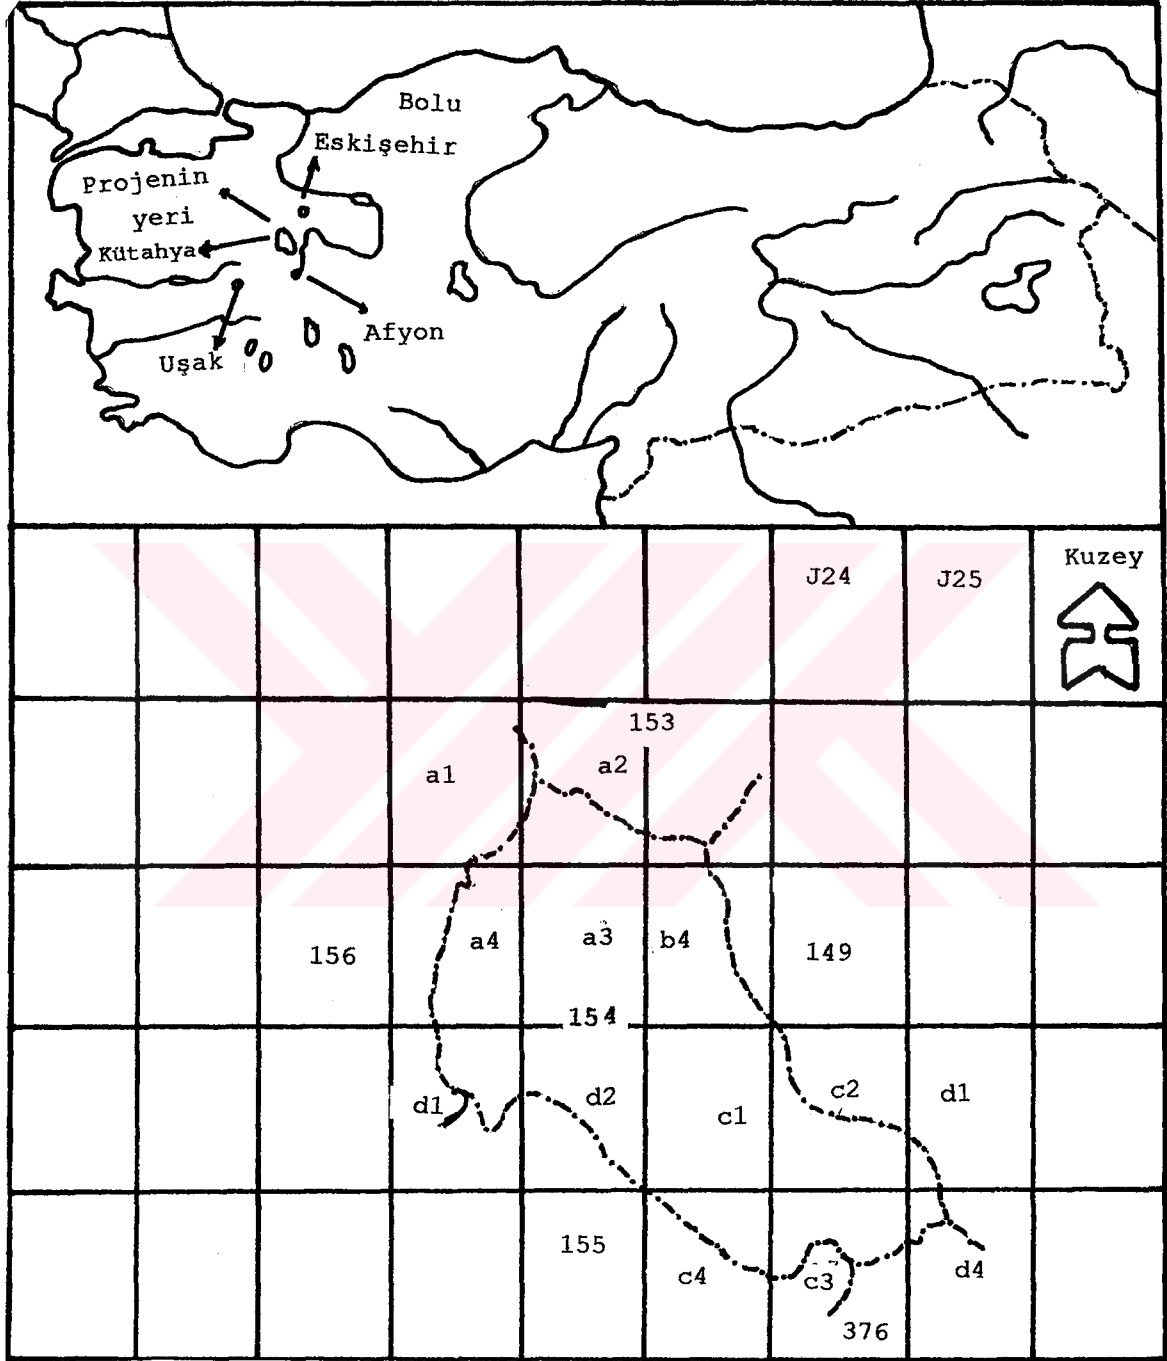 Bolu
Eskişehir
Projenin
yeri
Kütahya
Afyon
Uşak
Kuzey
J24
J25
153
a1
a2
156
a4
a3
b4
149
154
d1
d2
c1
c2
d1
155
c4
c3
d4
376